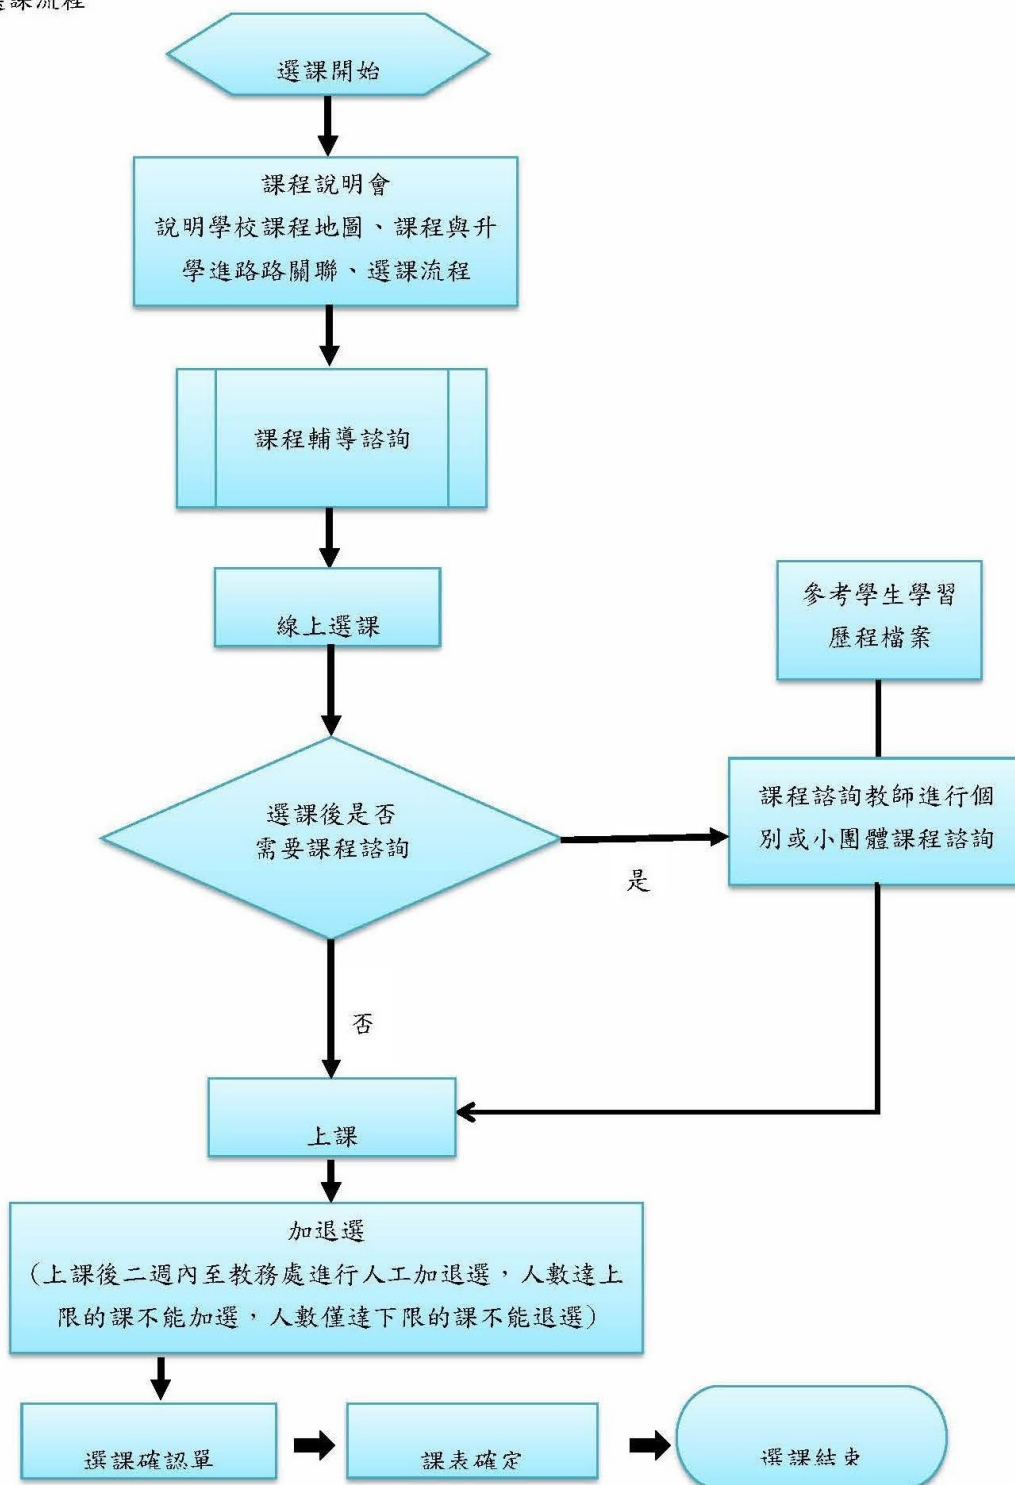 選課流程
選課開始
課程說明會
說明學校課程地圖、課程與升
學進路路關聯、選課流程
課程輔導諮詢
線上選課
參考學生學習
歷程檔案
選課後是否
需要課程諮詢
是
課程諮詢教師進行個
別或小團體課程諮詢
否
上課
加退選
(上課後二週內至教務處進行人工加退選，人數達上
限的課不能加選，人數僅達下限的課不能退選)
選課確認單
課表確定
選課結束